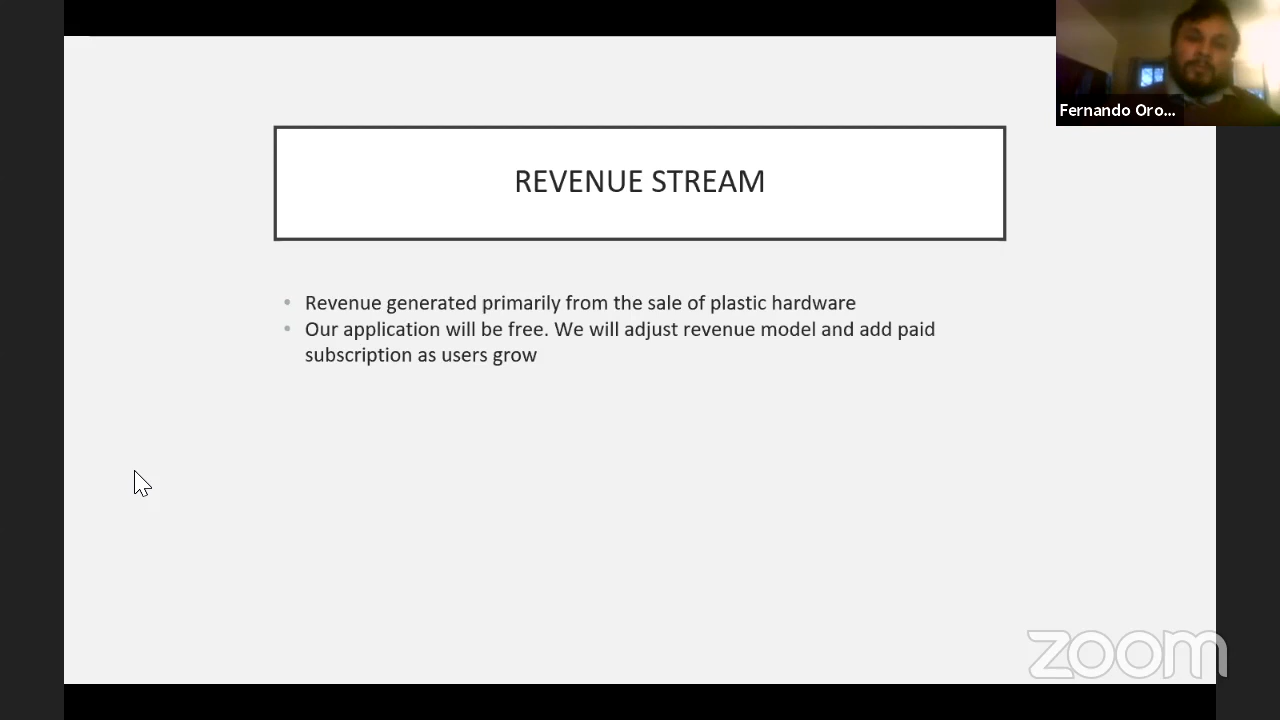 Fernando Oro...
REVENUE STREAM
• Revenue generated primarily from the sale of plastic hardware
• Our application will be free. We will adjust revenue model and add paid
subscription as users grow
zoom